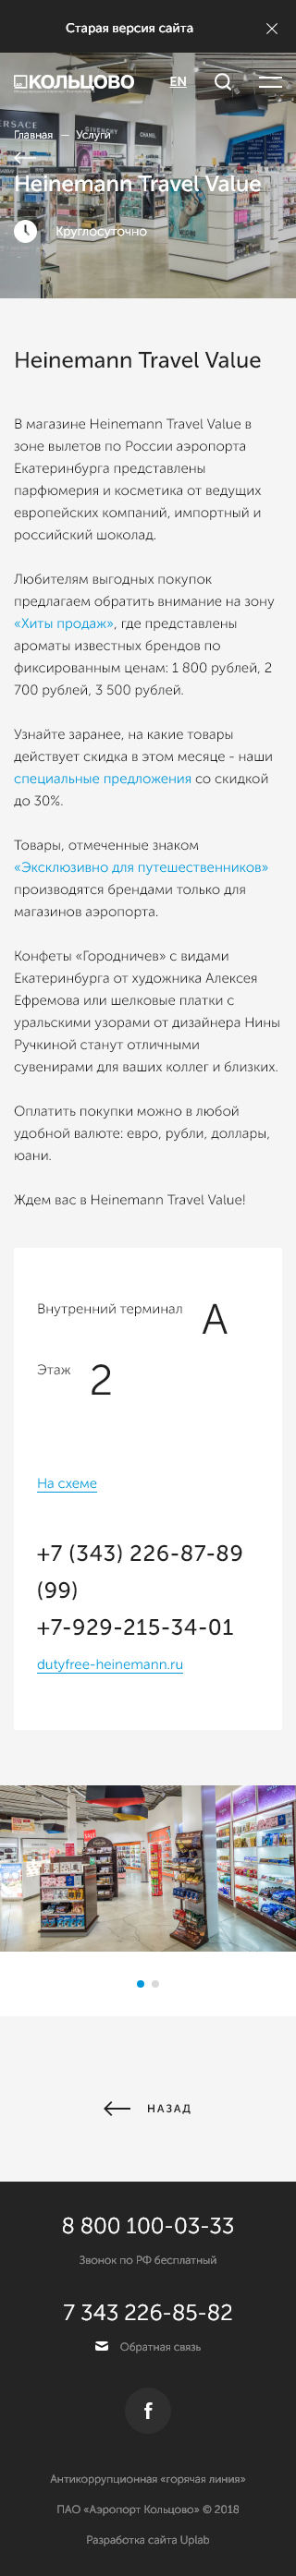 Старая версия сайта
КОЛЬЦОВО
EN
Главная — Услуги
Heinemann Travel Value
Круглосуточно
Heinemann Travel Value
В магазине Heinemann Travel Value в
зоне вылетов по России аэропорта
Екатеринбурга представлены
парфюмерия и косметика от ведущих
европейских компаний, импортный и
российский шоколад.
Любителям выгодных покупок
предлагаем обратить внимание на зону
«Хиты продаж», где представлены
ароматы известных брендов по
фиксированным ценам: 1 800 рублей, 2
700 рублей, 3 500 рублей.
Узнайте заранее, на какие товары
действует скидка в этом месяце - наши
специальные предложения со скидкой
до 30%.
Товары, отмеченные знаком
«Эксклюзивно для путешественников»
производятся брендами только для
магазинов аэропорта.
Конфеты «Городничев» с видами
Екатеринбурга от художника Алексея
Ефремова или шелковые платки с
уральскими узорами от дизайнера Нины
Ручкиной станут отличными
сувенирами для ваших коллег и близких.
Оплатить покупки можно в любой
удобной валюте: евро, рубли, доллары,
юани.
Ждем вас в Heinemann Travel Value!
Внутренний терминал A
Этаж 2
На схеме
+7 (343) 226-87-89
(99)
+7-929-215-34-01
dutyfree-heinemann.ru
НАЗАД
8 800 100-03-33
Звонок по РФ бесплатный
7 343 226-85-82
Обратная связь
Антикоррупционная «горячая линия»
ПАО «Аэропорт Кольцово» © 2018
Разработка сайта Uplab